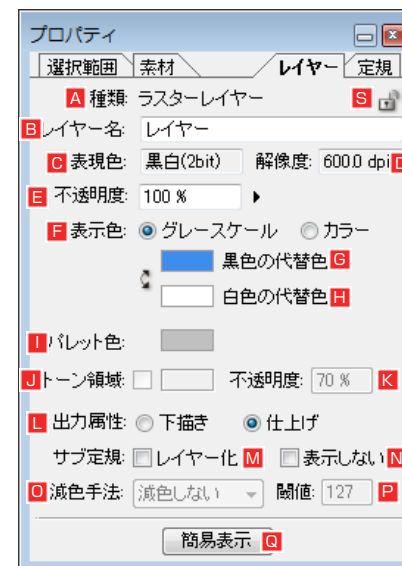 プロパティ
選択範囲 素材 レイヤー 定規
A 種類: ラスターレイヤー S
B レイヤー名: レイヤー
C 表現色: 黒白(2bit) 解像度: 600.0 dpi D
E 不透明度: 100 %
F 表示色: グレースケール カラー
黒色の代替色 G
白色の代替色 H
I パレット色:
J トーン領域: 不透明度: 70 % K
L 出力属性: 下描き 仕上げ
サブ定規: レイヤー化 M 表示しない N
O 減色手法: 減色しない 閾値: 127 P
簡易表示 Q